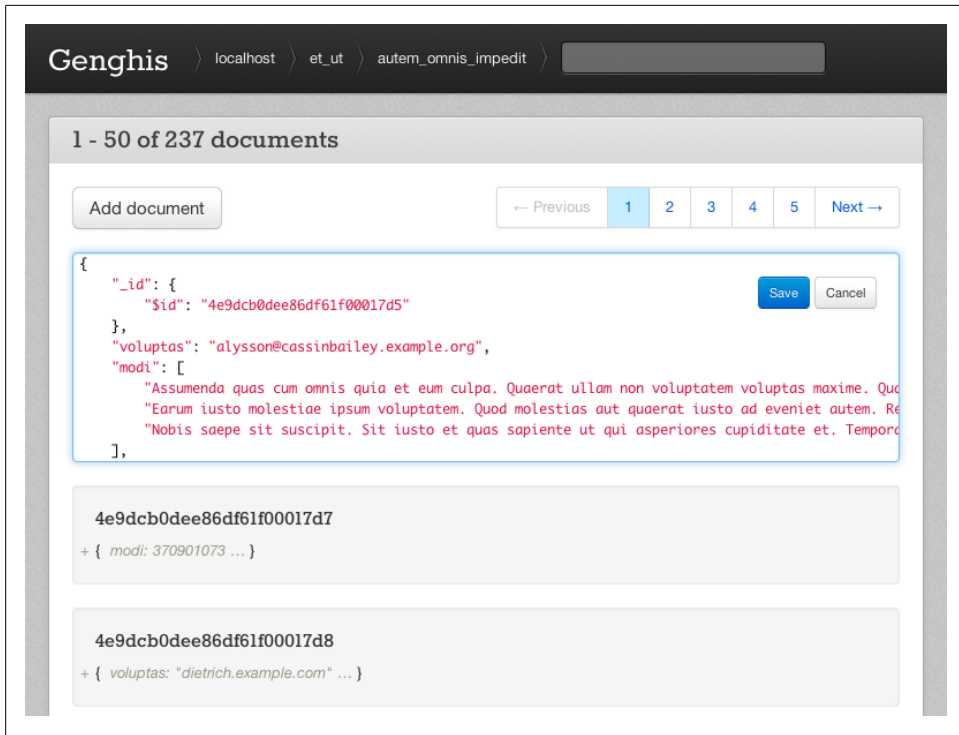 Genghis localhost et_ut autem_omnis_impedit
1 - 50 of 237 documents
Add document ← Previous 1 2 3 4 5 Next →
{
"_id": {
"$id": "4e9dcb0dee86df61f00017d5"
},
"voluptas": "alysson@cassinbailey.example.org",
"modi": [
"Assumenda quas cum omnis quia et eum culpa. Quaerat ullam non voluptatem voluptas maxime. Quo
"Earum iusto molestiae ipsum voluptatem. Quod molestias aut quaerat iusto ad eveniet autem. Re
"Nobis saepe sit suscipit. Sit iusto et quas sapiente ut qui asperiores cupiditate et. Tempor
],
Save Cancel
4e9dcb0dee86df61f00017d7
+ { modi: 370901073 ... }
4e9dcb0dee86df61f00017d8
+ { voluptas: "dietrich.example.com" ... }